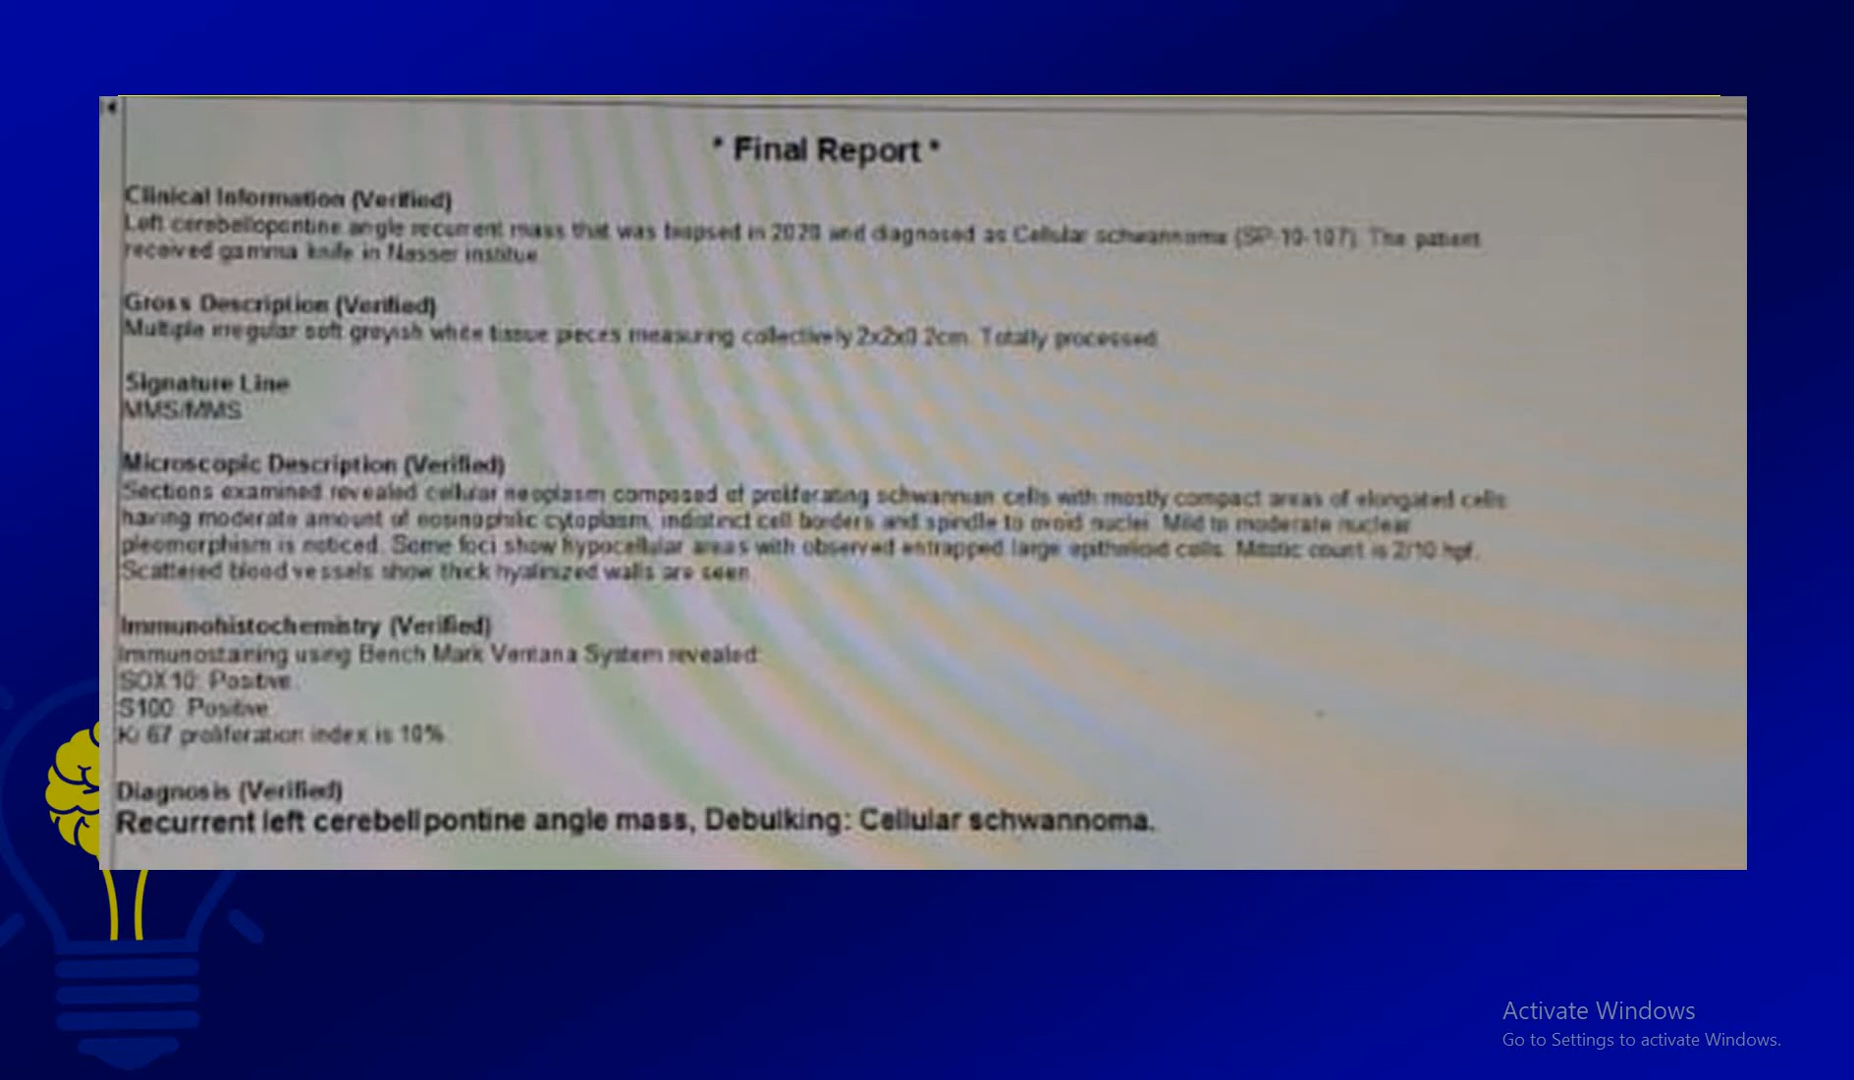 * Final Report *
Clinical Information (Verified)
Left cerebellopontine angle recurrent mass that was biopsed in 2020 and diagnosed as Cellular schwannoma (SP-19-107). The patient
received gamma knife in Nasser institue
Gross Description (Verified)
Multiple irregular soft greyish white tissue pieces measuring collectively 2x2x0.2cm. Totally processed.
Signature Line
MMS/MMS
Microscopic Description (Verified)
Sections examined revealed cellular neoplasm composed of proliferating schwannian cells with mostly compact areas of elongated cells
having moderate amount of eosinophilic cytoplasm, indistinct cell borders and spindle to ovoid nuclei. Mild to moderate nuclear
pleomorphism is noticed. Some foci show hypocellular areas with observed entrapped large epithelioid cells. Mitotic count is 2/10 hpf.
Scattered blood vessels show thick hyalinized walls are seen
Immunohistochemistry (Verified)
Immunostaining using Bench Mark Ventana System revealed:
SOX10: Positive.
S100: Positive
Ki 67 proliferation index is 10%.
Diagnosis (Verified)
Recurrent left cerebellpontine angle mass, Debulking: Cellular schwannoma.
Activate Windows
Go to Settings to activate Windows.